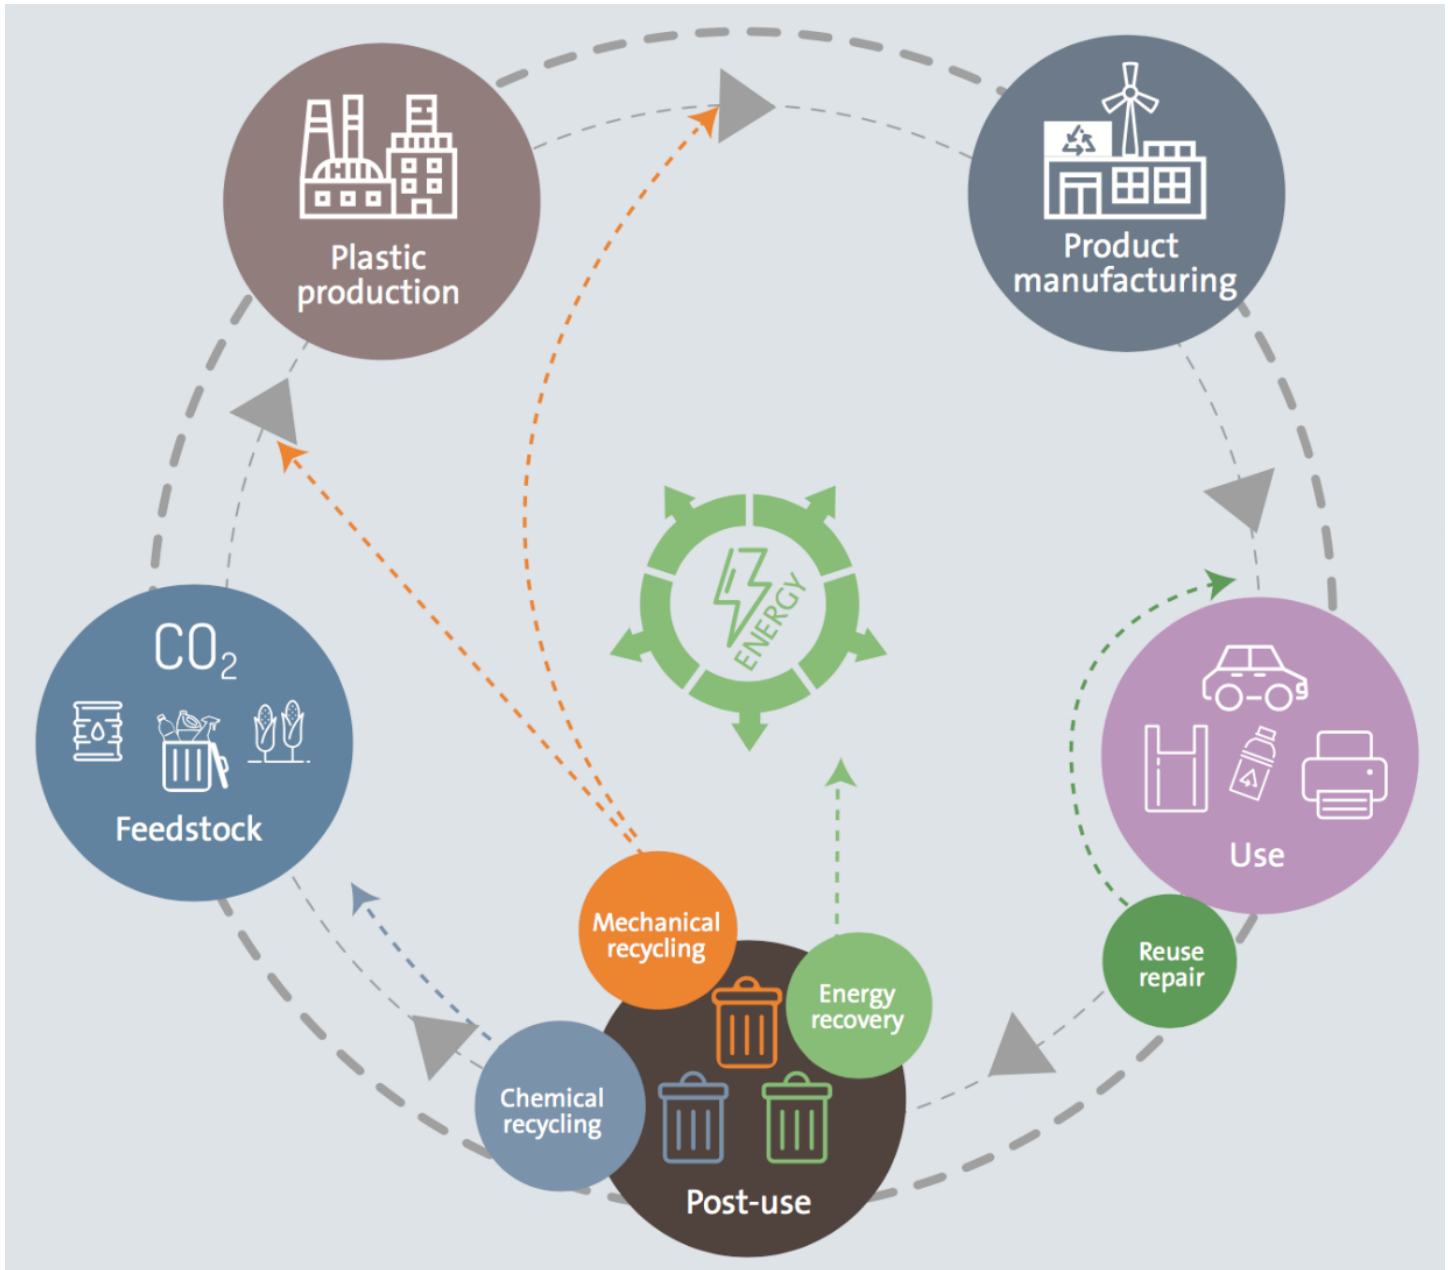 Plastic
production
Product
manufacturing
ENERGY
CO₂
Feedstock
Use
Mechanical
recycling
Energy
recovery
Reuse
repair
Chemical
recycling
Post-use